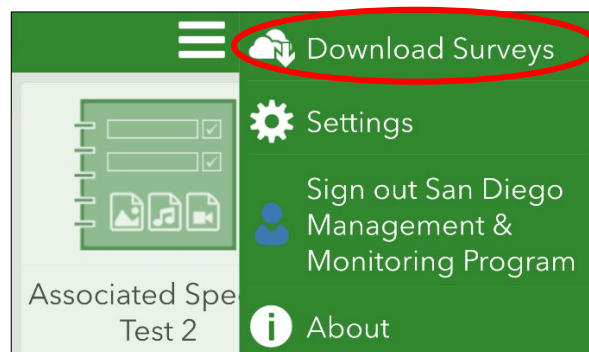 Download Surveys
Settings
Sign out San Diego
Management &
Monitoring Program
About
Associated Spe
Test 2